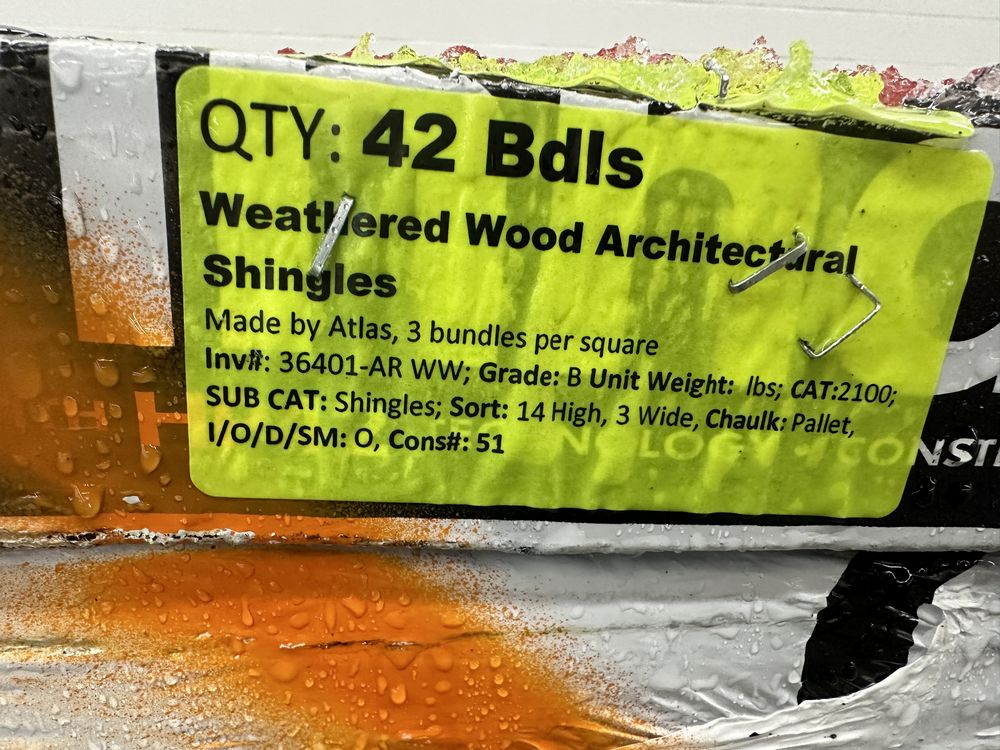 QTY: 42 Bdls
Weathered Wood Architectural
Shingles
Made by Atlas, 3 bundles per square
Inv#: 36401-AR WW; Grade: B Unit Weight: lbs; CAT:2100;
SUB CAT: Shingles; Sort: 14 High, 3 Wide, Chaulk: Pallet,
I/O/D/SM: O, Cons#: 51